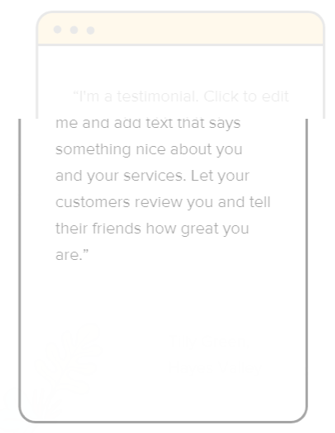 “I'm a testimonial. Click to edit
me and add text that says
something nice about you
and your services. Let your
customers review you and tell
their friends how great you
are.”